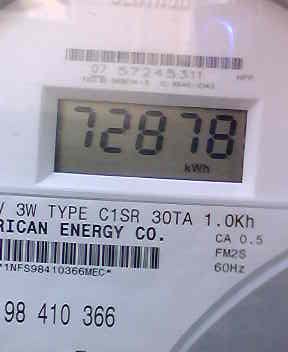 07 57245311
72878
kWh
V 3W TYPE C1SR 30TA 1.0Kh
RICAN ENERGY CO.
CA 0.5
FM2S
60Hz
*1NFS98410366MEC*
98 410 366